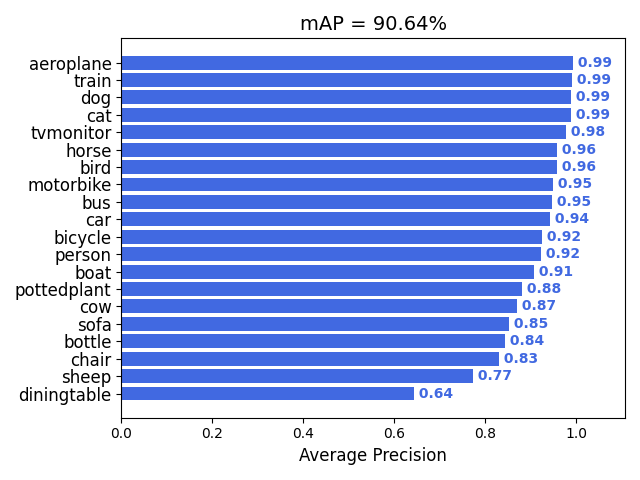 mAP = 90.64%
aeroplane 0.99
train 0.99
dog 0.99
cat 0.99
tvmonitor 0.98
horse 0.96
bird 0.96
motorbike 0.95
bus 0.95
car 0.94
bicycle 0.92
person 0.92
boat 0.91
pottedplant 0.88
cow 0.87
sofa 0.85
bottle 0.84
chair 0.83
sheep 0.77
diningtable 0.64
0.0 0.2 0.4 0.6 0.8 1.0
Average Precision